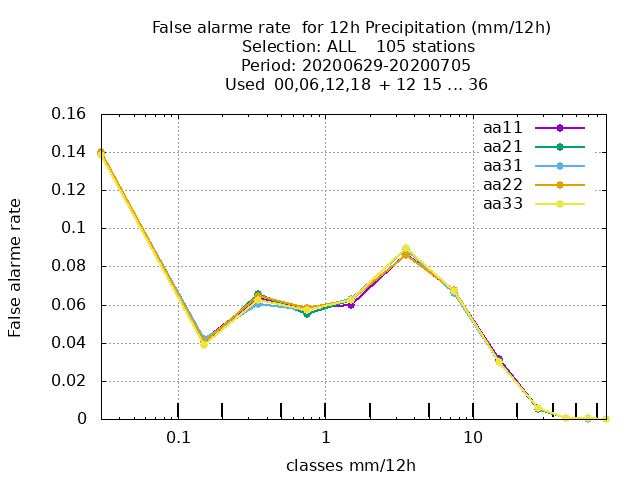 False alarme rate  for 12h Precipitation (mm/12h)
Selection: ALL    105 stations
Period: 20200629-20200705
Used  00,06,12,18  + 12 15 ... 36
0.16
0.14
0.12
0.1
0.08
0.06
0.04
0.02
0
False alarme rate
aa11
aa21
aa31
aa22
aa33
0.1
1
10
classes mm/12h